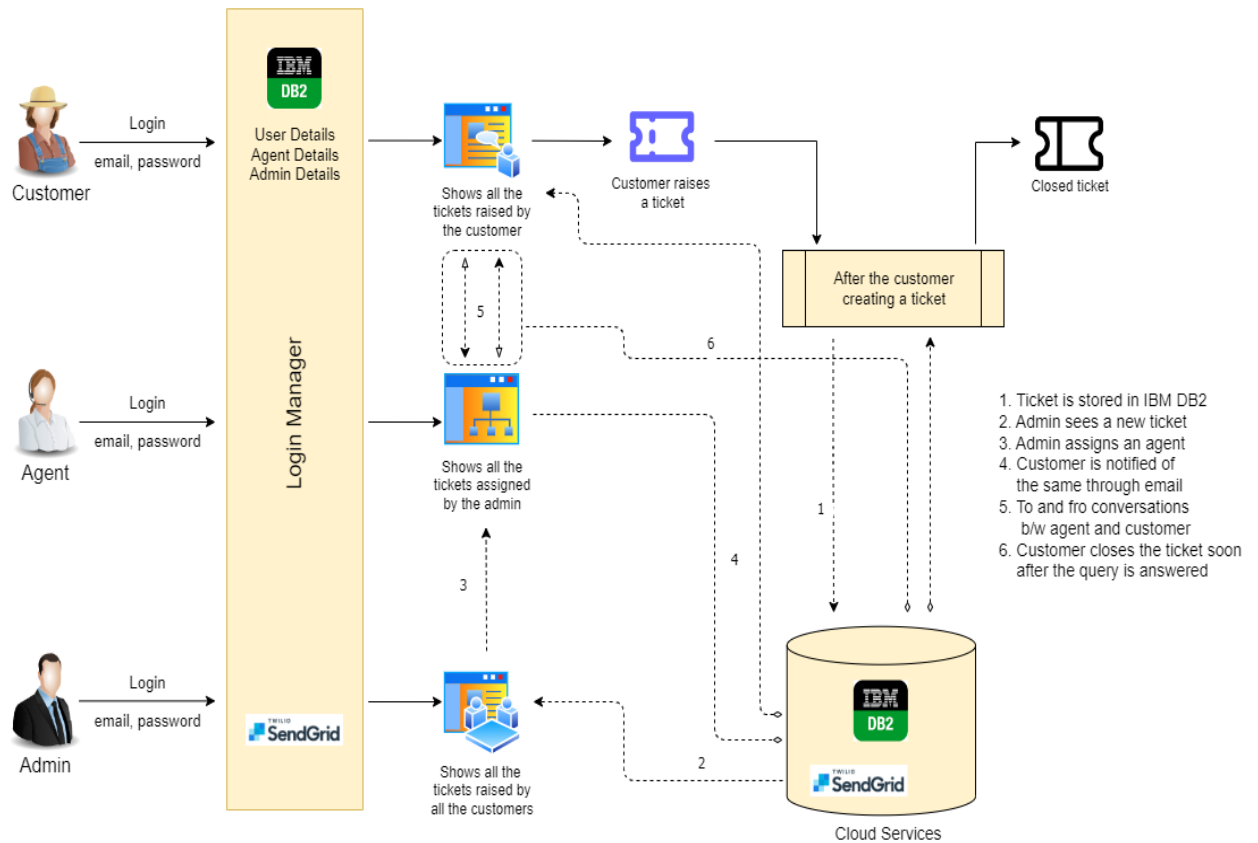 IBM
DB2
User Details
Agent Details
Admin Details
Login Manager
TWILIO
SendGrid
Login
email, password
Customer
Shows all the
tickets raised by
the customer
Customer raises
a ticket
Closed ticket
After the customer
creating a ticket
5
6
Login
email, password
Agent
Shows all the
tickets assigned
by the admin
1
4
3
1. Ticket is stored in IBM DB2
2. Admin sees a new ticket
3. Admin assigns an agent
4. Customer is notified of
the same through email
5. To and fro conversations
b/w agent and customer
6. Customer closes the ticket soon
after the query is answered
Login
email, password
Admin
Shows all the
tickets raised by
all the customers
2
IBM
DB2
TWILIO
SendGrid
Cloud Services